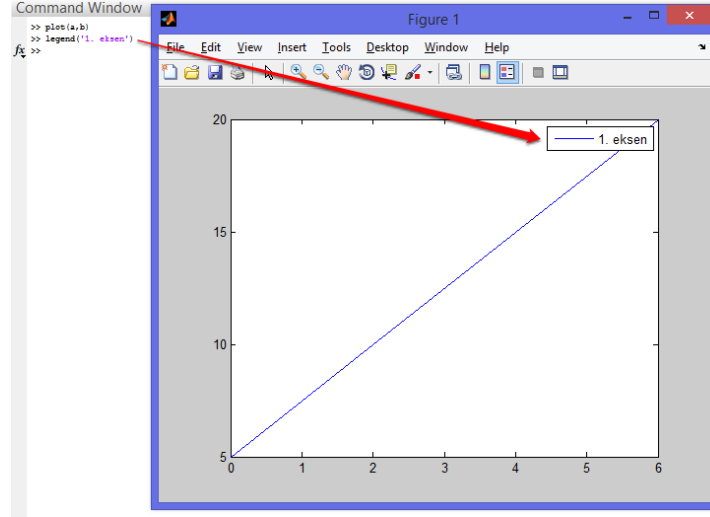 Command Window
>> plot(a,b)
>> legend('1. eksen')
fx >>
Figure 1
File Edit View Insert Tools Desktop Window Help
1. eksen
20
15
10
5
0 1 2 3 4 5 6